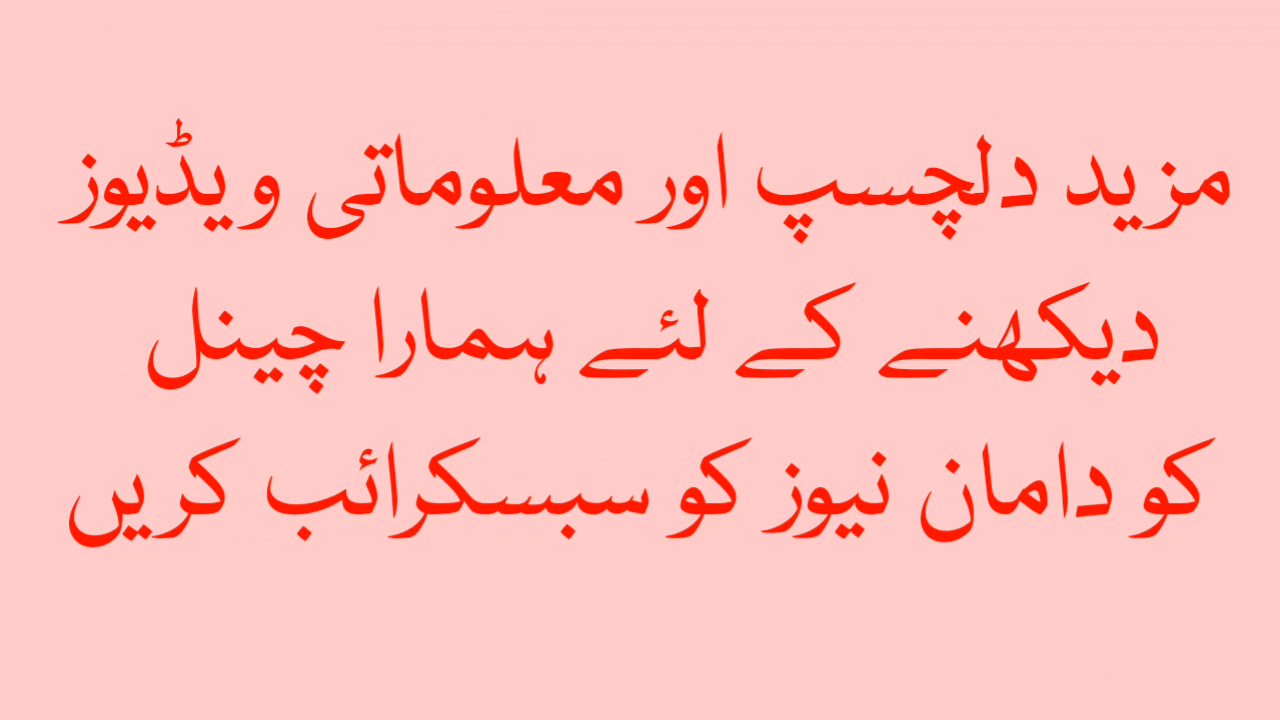 مزید دلچسپ اور معلوماتی ویڈیوز
دیکھنے کے لئے ہمارا چینل
کو دامان نیوز کو سبسکرائب کریں